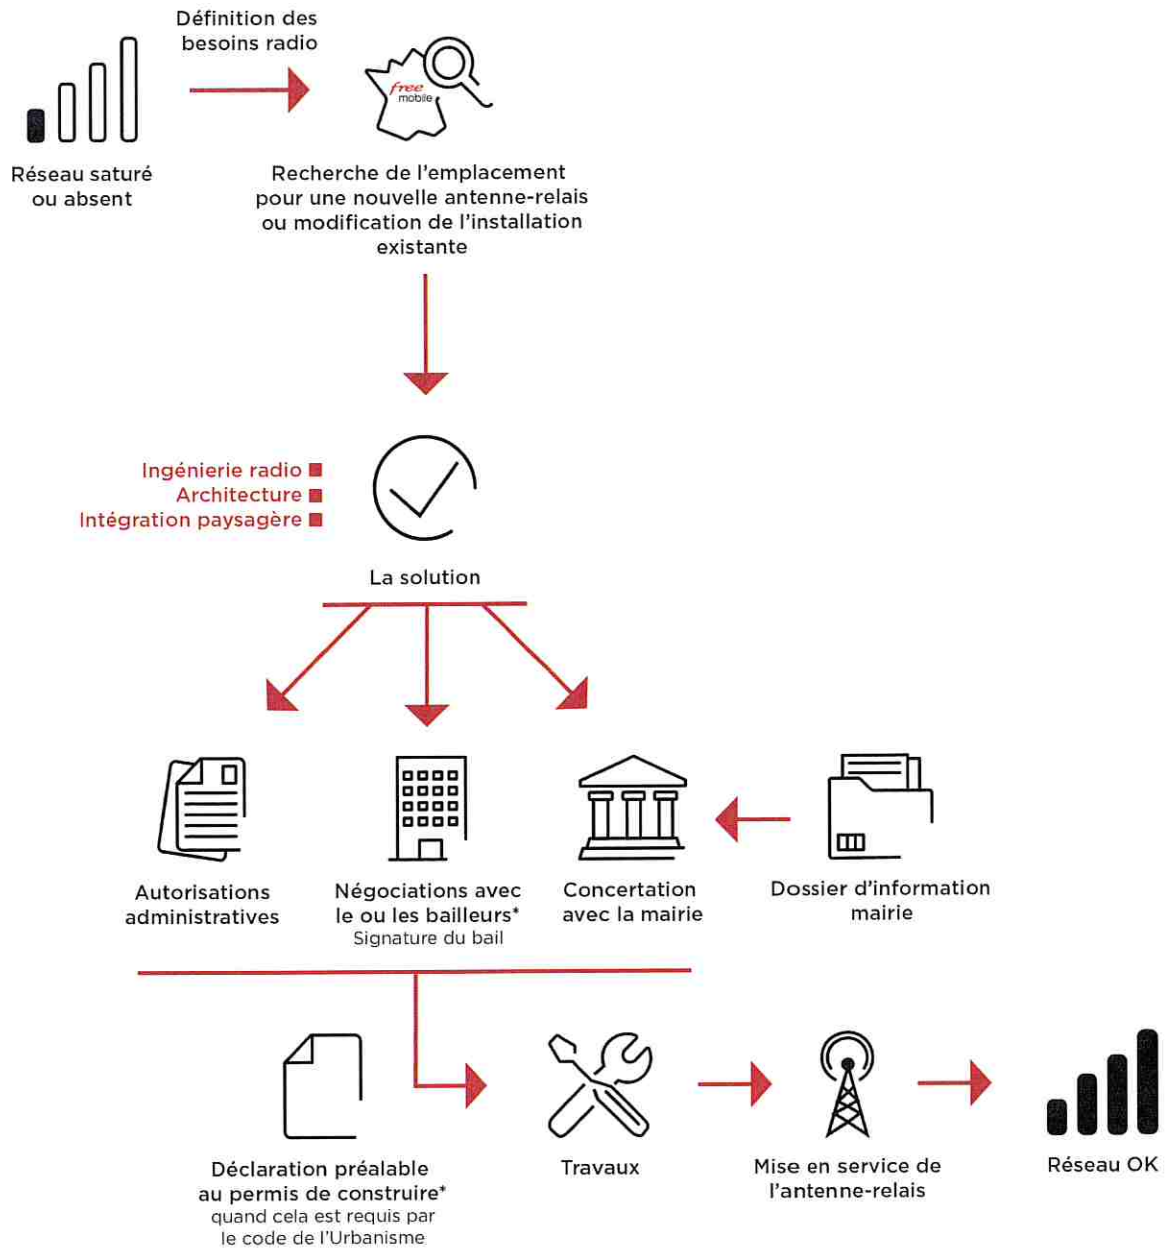 Définition des
besoins radio
free
mobile
Réseau saturé
ou absent
Recherche de l'emplacement
pour une nouvelle antenne-relais
ou modification de l'installation
existante
Ingénierie radio
Architecture
Intégration paysagère
La solution
Autorisations
administratives
Négociations avec
le ou les bailleurs*
Signature du bail
Concertation
avec la mairie
Dossier d'information
mairie
Déclaration préalable
au permis de construire*
quand cela est requis par
le code de l'Urbanisme
Travaux
Mise en service de
l'antenne-relais
Réseau OK